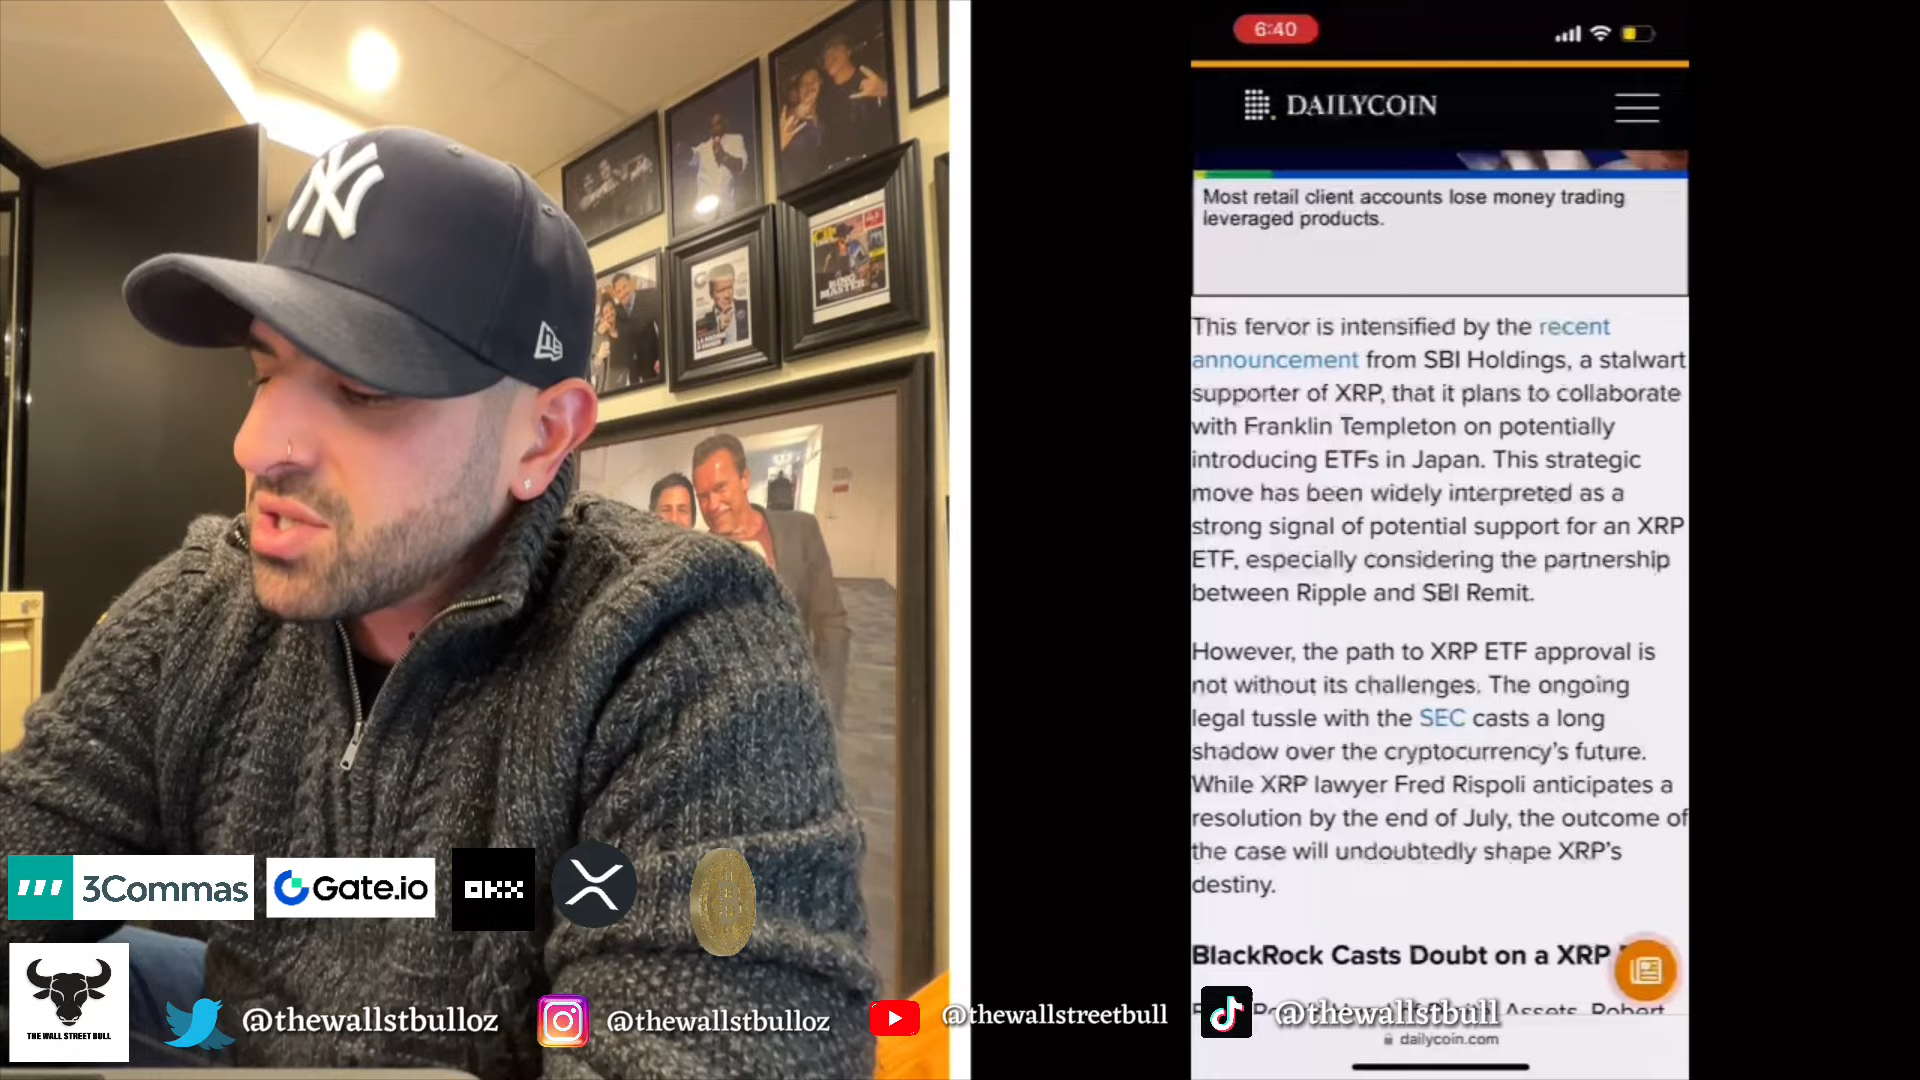 6:40
DAILYCOIN
Most retail client accounts lose money trading
leveraged products.
This fervor is intensified by the recent
announcement from SBI Holdings, a stalwart
supporter of XRP, that it plans to collaborate
with Franklin Templeton on potentially
introducing ETFs in Japan. This strategic
move has been widely interpreted as a
strong signal of potential support for an XRP
ETF, especially considering the partnership
between Ripple and SBI Remit.
However, the path to XRP ETF approval is
not without its challenges. The ongoing
legal tussle with the SEC casts a long
shadow over the cryptocurrency's future.
While XRP lawyer Fred Rispoli anticipates a
resolution by the end of July, the outcome of
the case will undoubtedly shape XRP's
destiny.
BlackRock Casts Doubt on a XRP
Assets, Robert
dailycoin.com
NY
3Commas
Gate.io
OKX
THE WALL STREET BULL
@thewallstbulloz
@thewallstbulloz
@thewallstreetbull
@thewallstbull
RING
MASTER